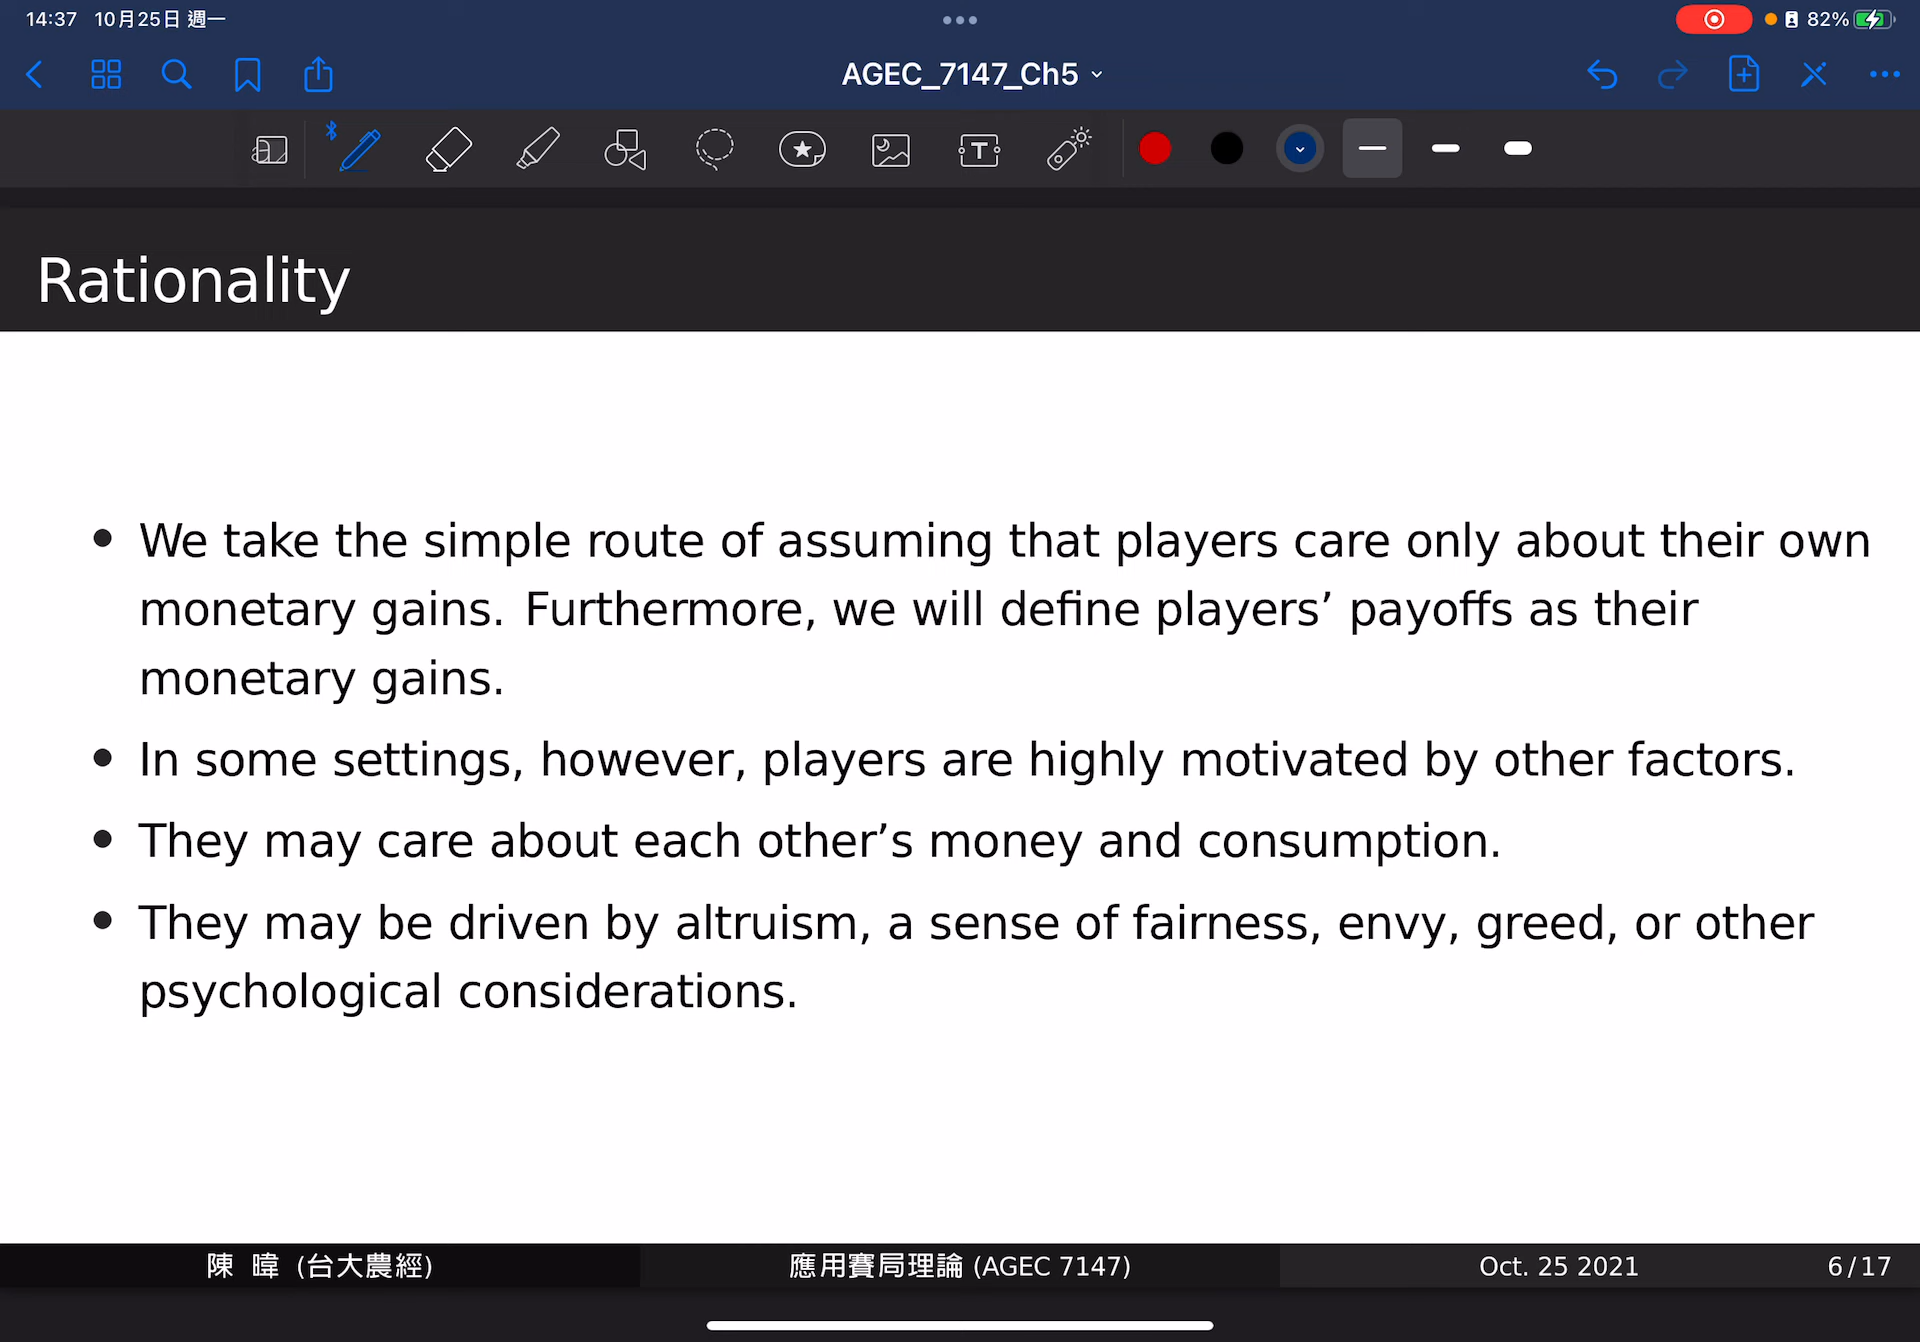 14:37 10月25日 週一
82%
AGEC_7147_Ch5
Rationality
• We take the simple route of assuming that players care only about their own
monetary gains. Furthermore, we will define players’ payoffs as their
monetary gains.
• In some settings, however, players are highly motivated by other factors.
• They may care about each other’s money and consumption.
• They may be driven by altruism, a sense of fairness, envy, greed, or other
psychological considerations.
陳 暐 (台大農經) 應用賽局理論 (AGEC 7147) Oct. 25 2021 6 / 17